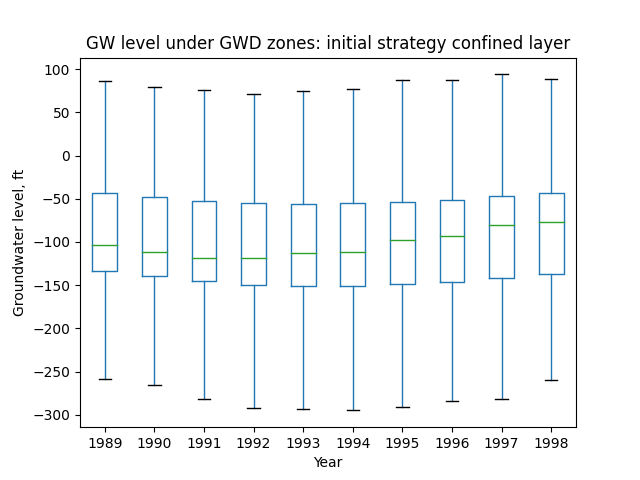 GW level under GWD zones: initial strategy confined layer
Groundwater level, ft
100
50
0
−50
−100
−150
−200
−250
−300
1989 1990 1991 1992 1993 1994 1995 1996 1997 1998
Year